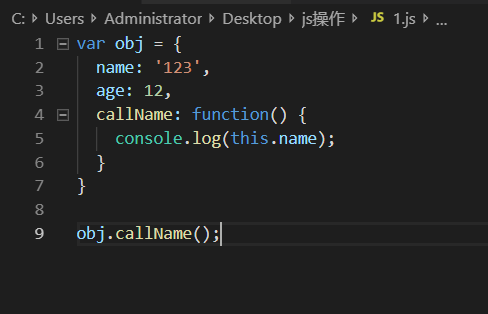 C: > Users > Administrator > Desktop > js操作 > JS 1.js > ...
1 var obj = {
2   name: '123',
3   age: 12,
4   callName: function() {
5     console.log(this.name);
6   }
7 }
8
9 obj.callName();